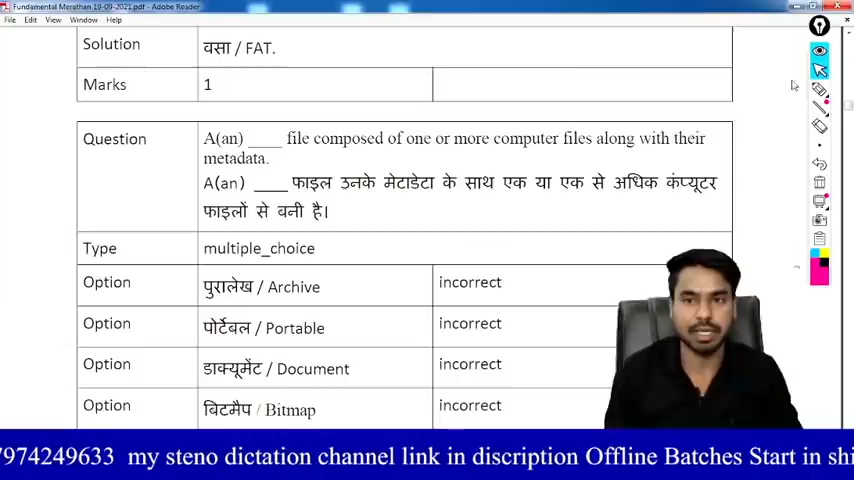 Fundamental Merathan 19-09-2021.pdf - Adobe Reader
File Edit View Window Help
Solution वसा / FAT.
Marks 1
Question A(an) ____ file composed of one or more computer files along with their
metadata.
A(an) ____ फाइल उनके मेटाडेटा के साथ एक या एक से अधिक कंप्यूटर
फाइलों से बनी है।
Type multiple_choice
Option पुरालेख / Archive incorrect
Option पोर्टेबल / Portable incorrect
Option डाक्यूमेंट / Document incorrect
Option बिटमैप / Bitmap incorrect
7974249633 my steno dictation channel link in discription Offline Batches Start in shi